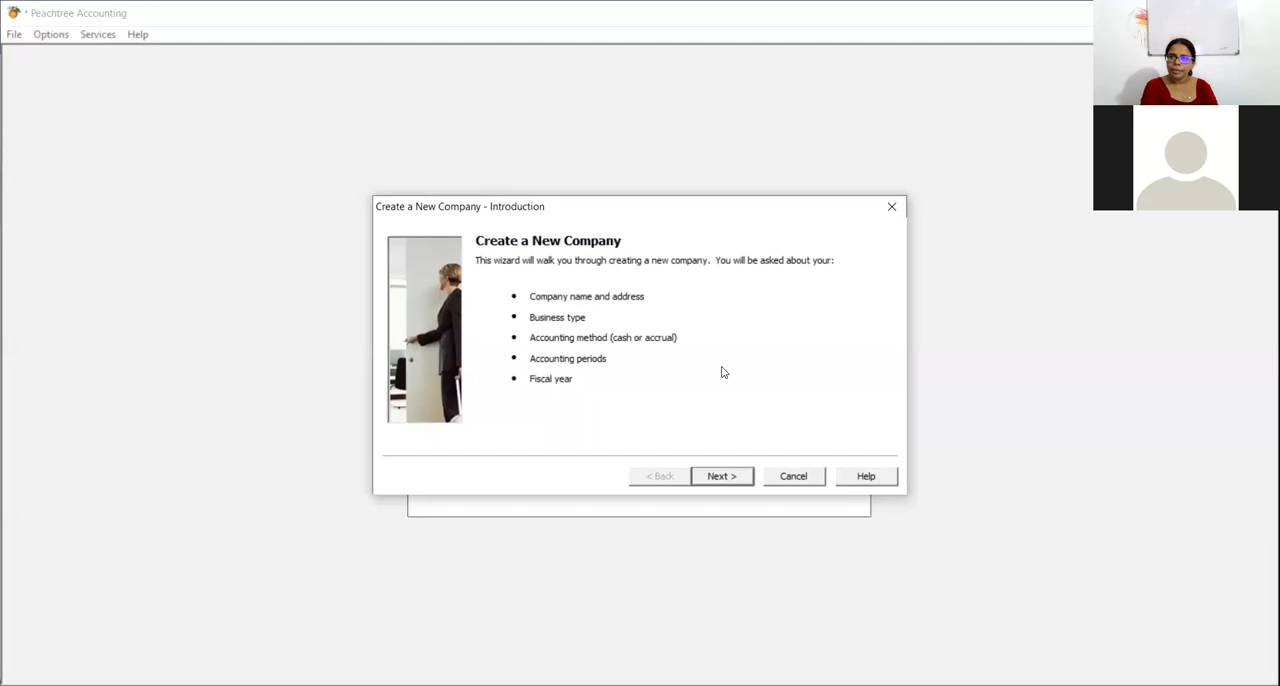 * Peachtree Accounting
File Options Services Help
Create a New Company - Introduction
Create a New Company
This wizard will walk you through creating a new company. You will be asked about your:
• Company name and address
• Business type
• Accounting method (cash or accrual)
• Accounting periods
• Fiscal year
< Back Next > Cancel Help